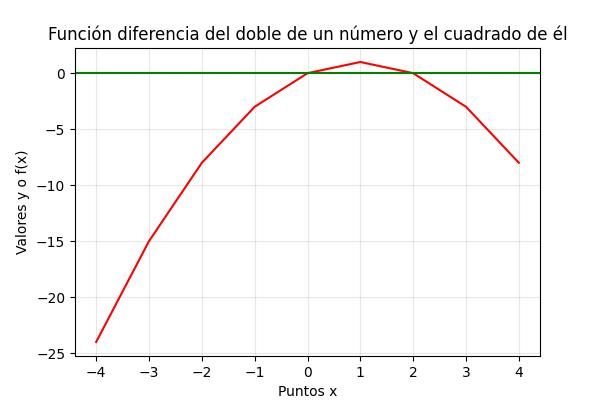 Función diferencia del doble de un número y el cuadrado de él
0
−5
−10
−15
−20
−25
Valores y o f(x)
−4 −3 −2 −1 0 1 2 3 4
Puntos x